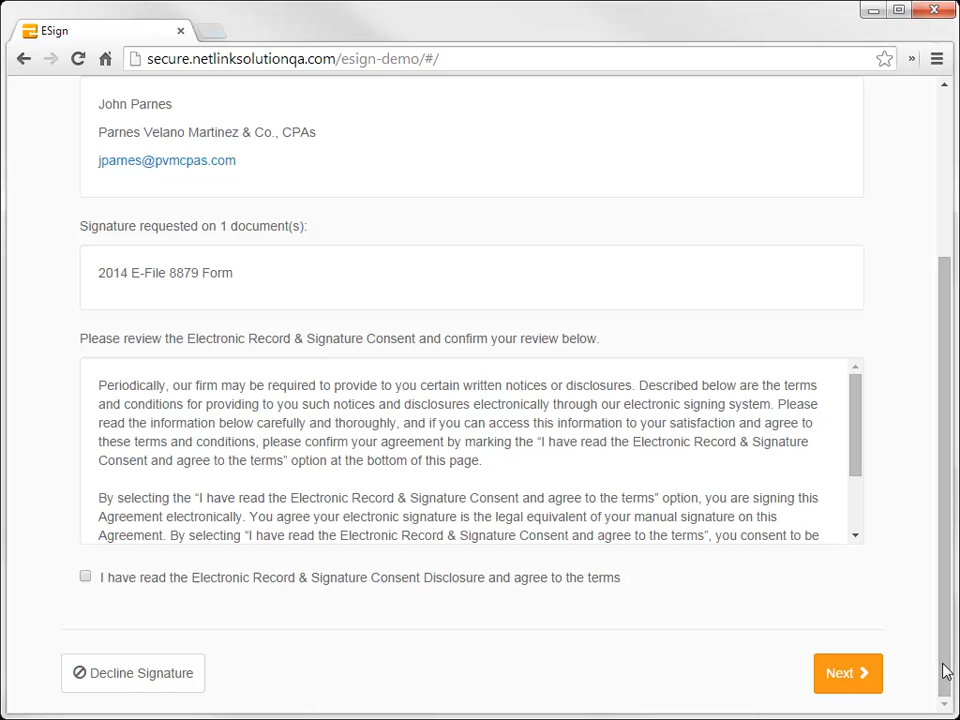 ESign
secure.netlinksolutionqa.com/esign-demo/#/
John Parnes
Parnes Velano Martinez & Co., CPAs
jparnes@pvmcpas.com
Signature requested on 1 document(s):
2014 E-File 8879 Form
Please review the Electronic Record & Signature Consent and confirm your review below.
Periodically, our firm may be required to provide to you certain written notices or disclosures. Described below are the terms
and conditions for providing to you such notices and disclosures electronically through our electronic signing system. Please
read the information below carefully and thoroughly, and if you can access this information to your satisfaction and agree to
these terms and conditions, please confirm your agreement by marking the “I have read the Electronic Record & Signature
Consent and agree to the terms” option at the bottom of this page.
By selecting the “I have read the Electronic Record & Signature Consent and agree to the terms” option, you are signing this
Agreement electronically. You agree your electronic signature is the legal equivalent of your manual signature on this
Agreement. By selecting “I have read the Electronic Record & Signature Consent and agree to the terms”, you consent to be
I have read the Electronic Record & Signature Consent Disclosure and agree to the terms
Decline Signature
Next